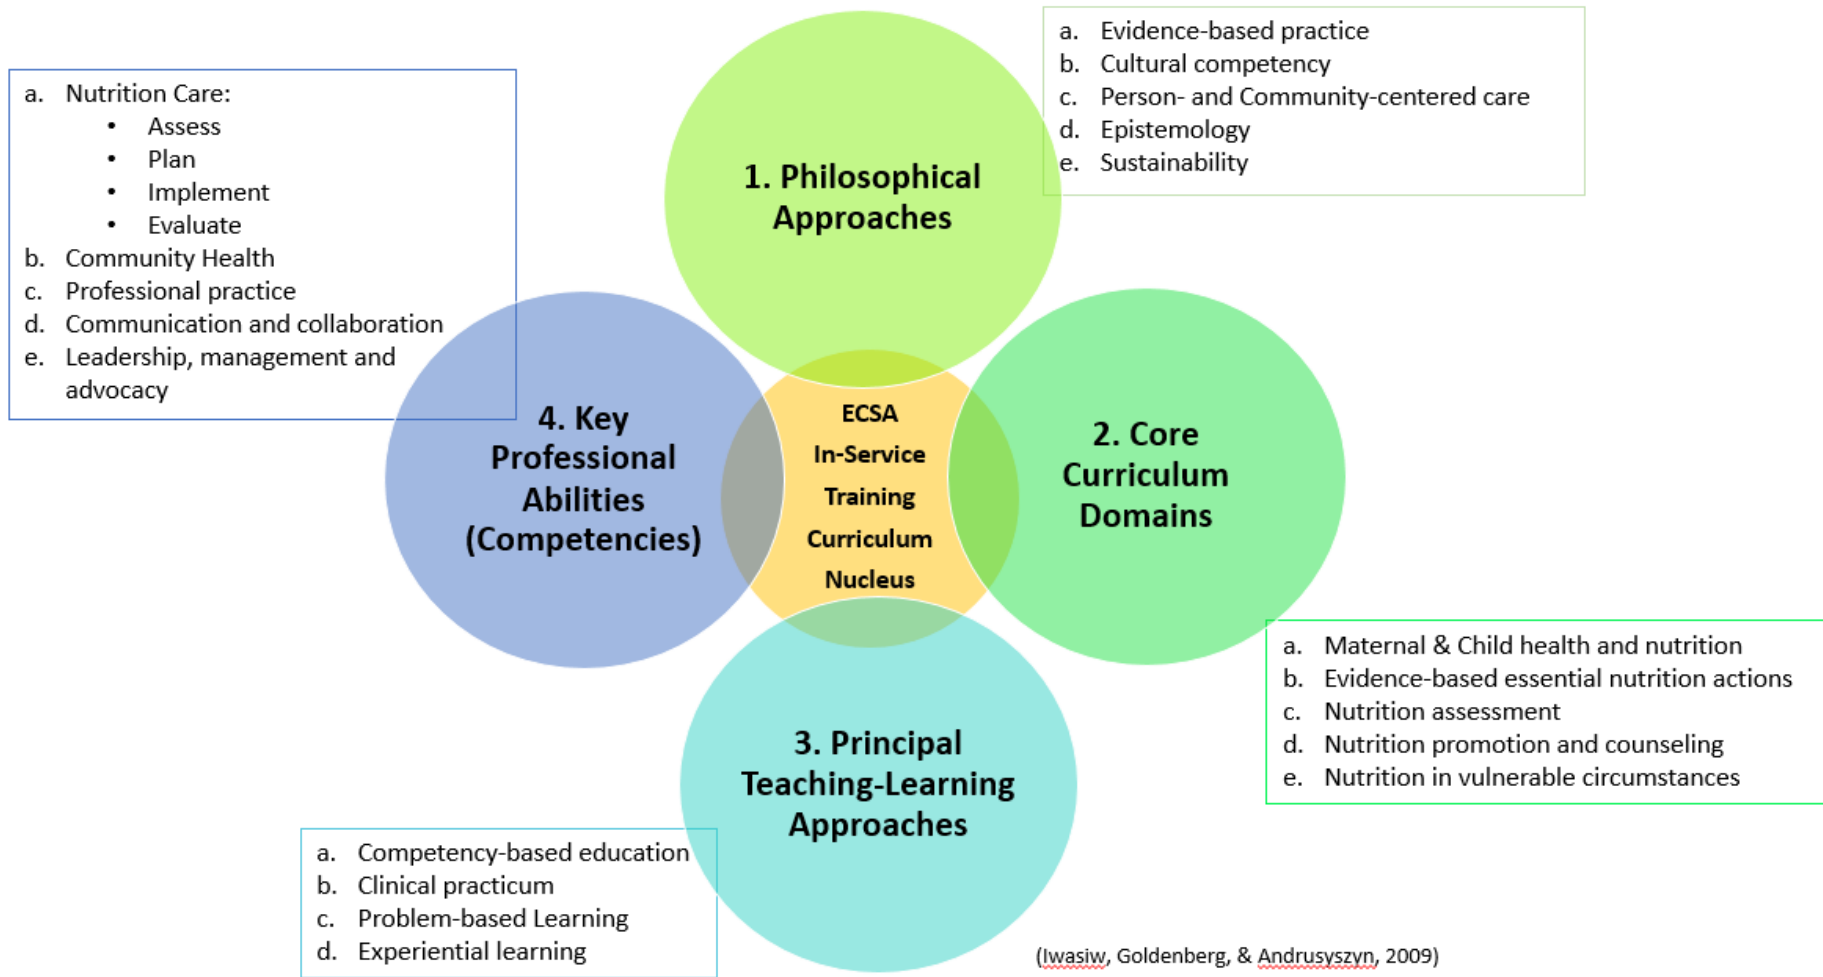 a. Evidence-based practice
b. Cultural competency
c. Person- and Community-centered care
d. Epistemology
e. Sustainability
a. Nutrition Care:
• Assess
• Plan
• Implement
• Evaluate
b. Community Health
c. Professional practice
d. Communication and collaboration
e. Leadership, management and
advocacy
1. Philosophical
Approaches
4. Key
Professional
Abilities
(Competencies)
ECSA
In-Service
Training
Curriculum
Nucleus
2. Core
Curriculum
Domains
a. Maternal & Child health and nutrition
b. Evidence-based essential nutrition actions
c. Nutrition assessment
d. Nutrition promotion and counseling
e. Nutrition in vulnerable circumstances
3. Principal
Teaching-Learning
Approaches
a. Competency-based education
b. Clinical practicum
c. Problem-based Learning
d. Experiential learning
(Iwasiw, Goldenberg, & Andrusyszyn, 2009)